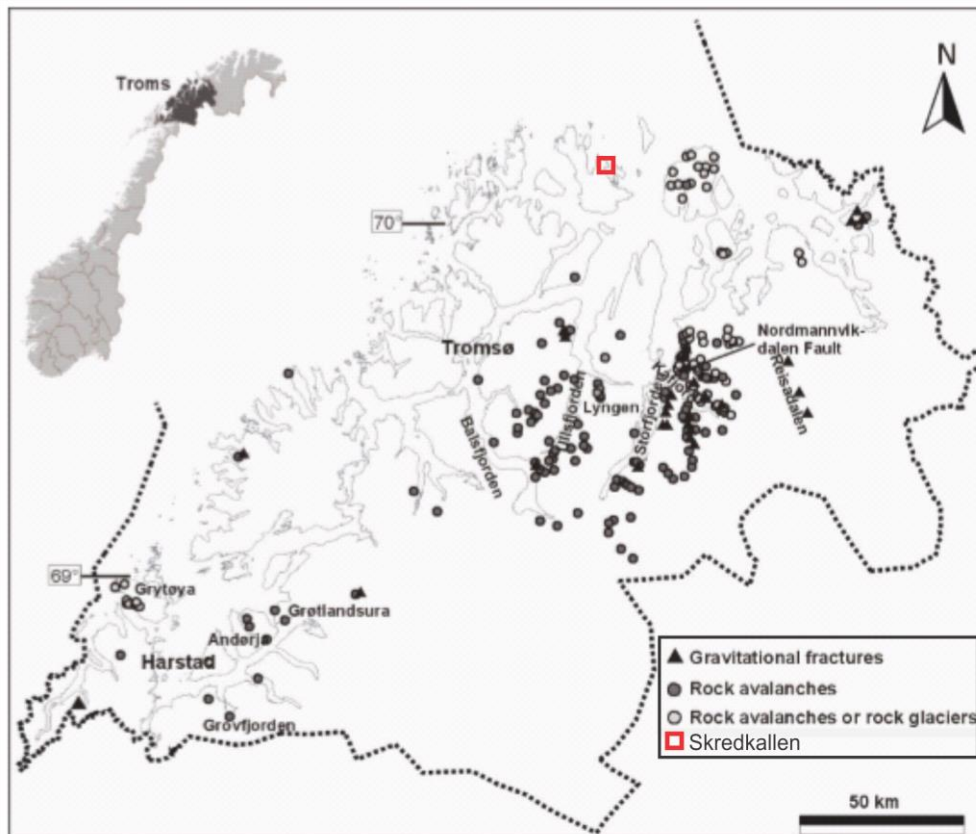 Troms
N
70°
Nordmannvik-
dalen Fault
Tromsø
Reisadalen
Lyngen
Ullsfjorden
Storfjorden
Balsfjorden
69°
Grytøya
Grøtlandsura
Andørja
Harstad
Grovfjorden
Gravitational fractures
Rock avalanches
Rock avalanches or rock glaciers
Skredkallen
50 km